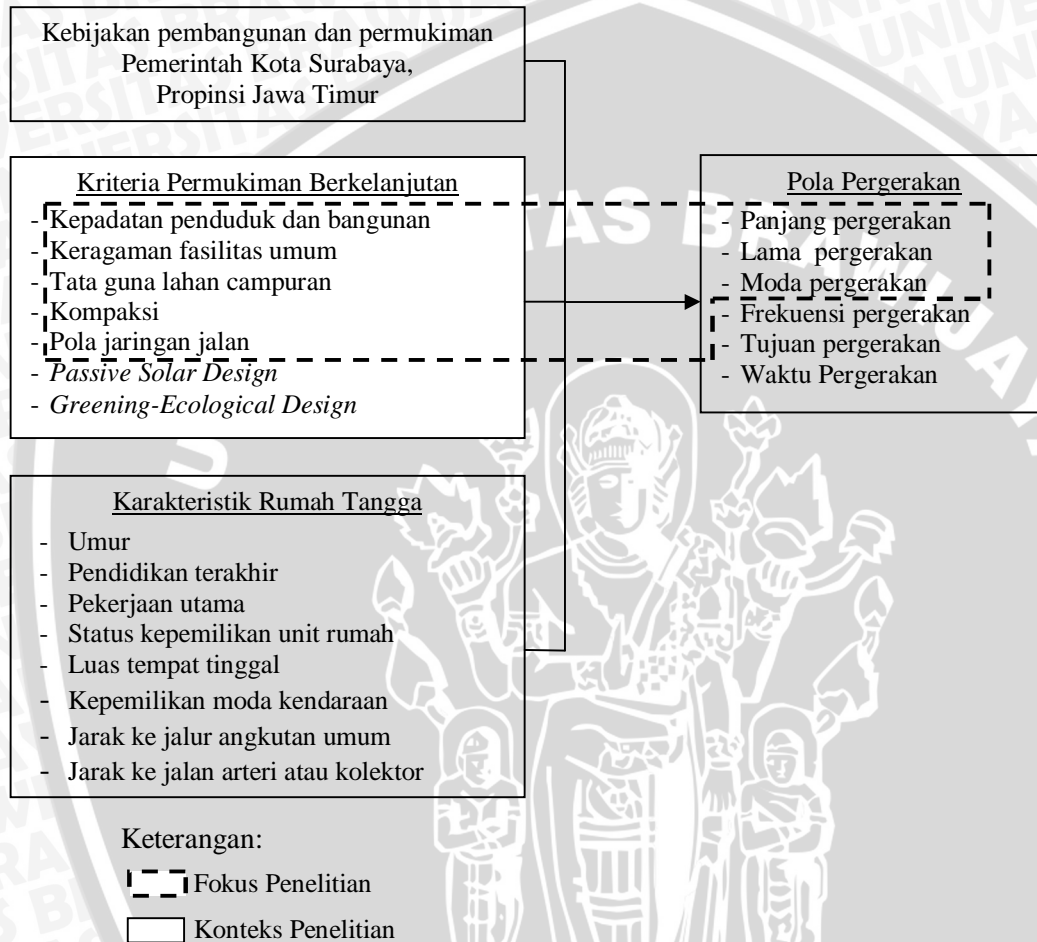 Kebijakan pembangunan dan permukiman
Pemerintah Kota Surabaya,
Propinsi Jawa Timur
Kriteria Permukiman Berkelanjutan
- Kepadatan penduduk dan bangunan
- Keragaman fasilitas umum
- Tata guna lahan campuran
- Kompaksi
- Pola jaringan jalan
- Passive Solar Design
- Greening-Ecological Design
Pola Pergerakan
- Panjang pergerakan
- Lama pergerakan
- Moda pergerakan
- Frekuensi pergerakan
- Tujuan pergerakan
- Waktu Pergerakan
Karakteristik Rumah Tangga
- Umur
- Pendidikan terakhir
- Pekerjaan utama
- Status kepemilikan unit rumah
- Luas tempat tinggal
- Kepemilikan moda kendaraan
- Jarak ke jalur angkutan umum
- Jarak ke jalan arteri atau kolektor
Keterangan:
Fokus Penelitian
Konteks Penelitian